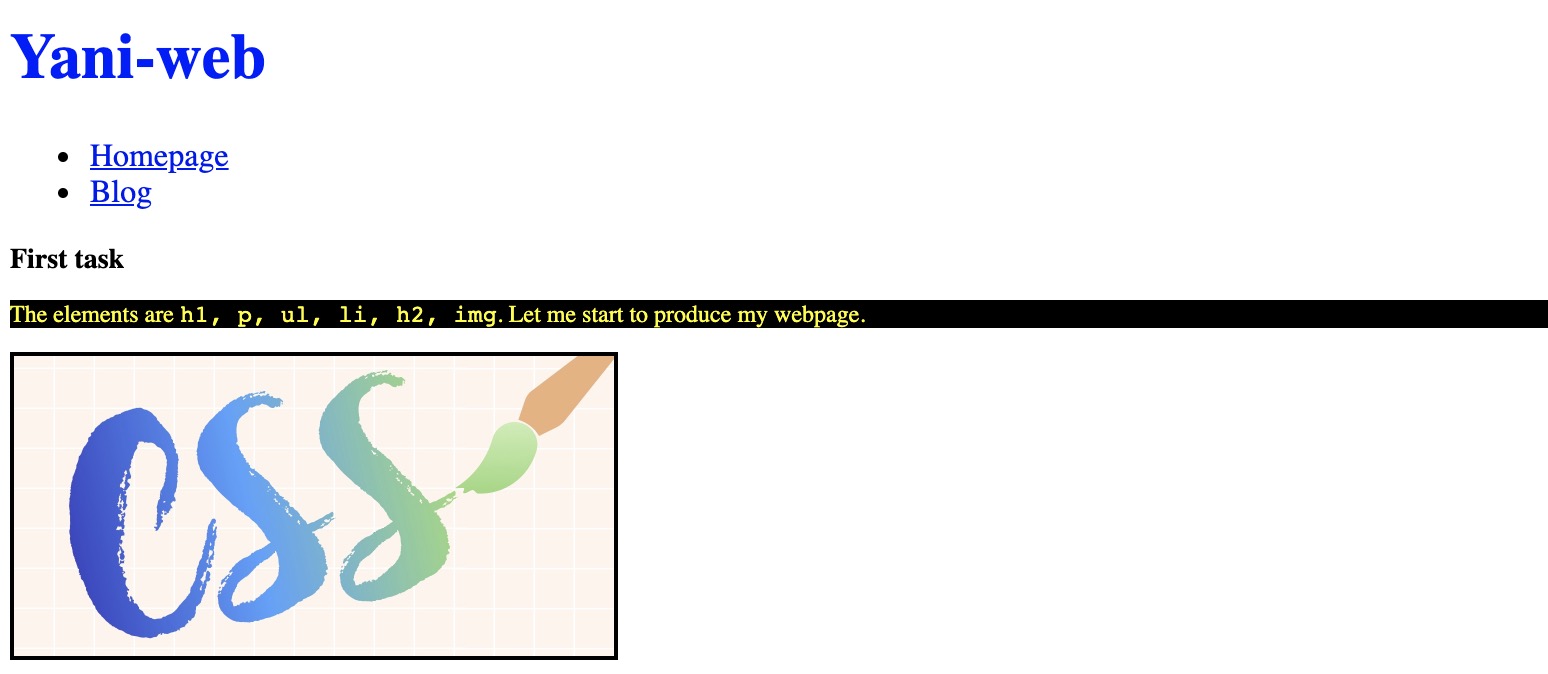 Yani-web
Homepage
Blog
First task
The elements are h1, p, ul, li, h2, img. Let me start to produce my webpage.
CSS